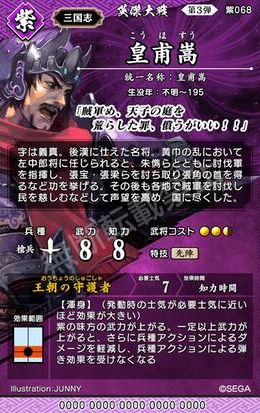 紫
三国志
英傑大戦
第3弾
紫068
こうほすう
皇甫嵩
統一名称：皇甫嵩
生没年：不明～195
「賊軍め、天子の庭を
荒らした罪、償うがいい！！」
字は義真。後漢に仕えた名将。黄巾の乱において
左中郎将に任じられると、朱儁らとともに討伐軍
を指揮し、張宝・張梁らを討ち取り張角の首を得
るなど功を挙げる。その後も各地で賊軍を討伐し
民を慈しむなどして声望を高め、国に尽くした。
兵種 武力 知力 武将コスト
槍兵 8 8 特技 先陣
おうちょうのしゅごしゃ 必要士気 効果時間
王朝の守護者 7 知力時間
効果範囲
【渾身】（発動時の士気が必要士気に近い
ほど効果が大きい）
紫の味方の武力が上がる。一定以上武力が
上がると、さらに兵種アクションによるダ
メージを軽減し、兵種アクションによる弾
き効果を受けなくなる
Illustration:JUNNY
©SEGA
0000 0000 0000 0000 0000